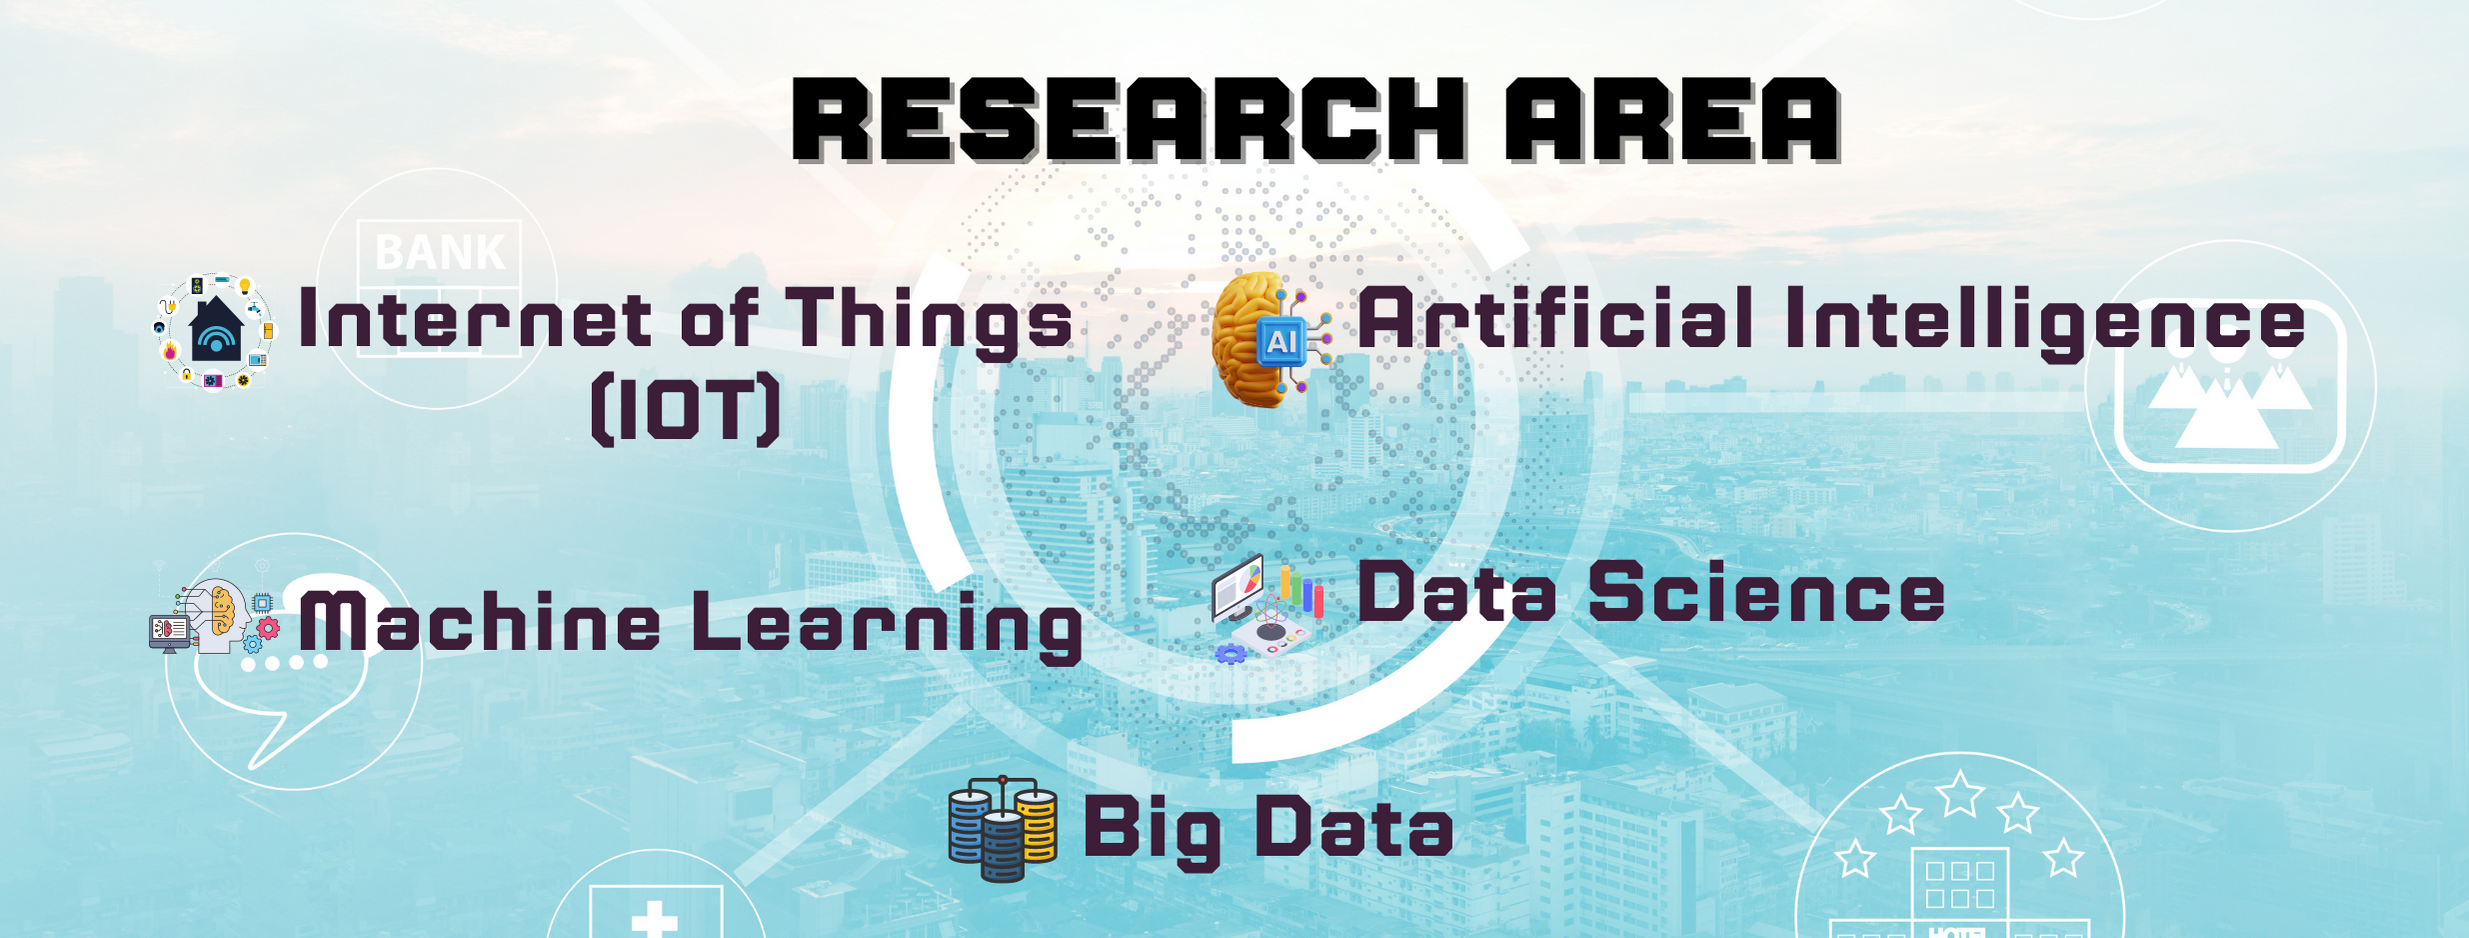 RESEARCH AREA
BANK
Internet of Things
(IOT)
AI
Artificial Intelligence
Machine Learning
Data Science
Big Data
HOTEL